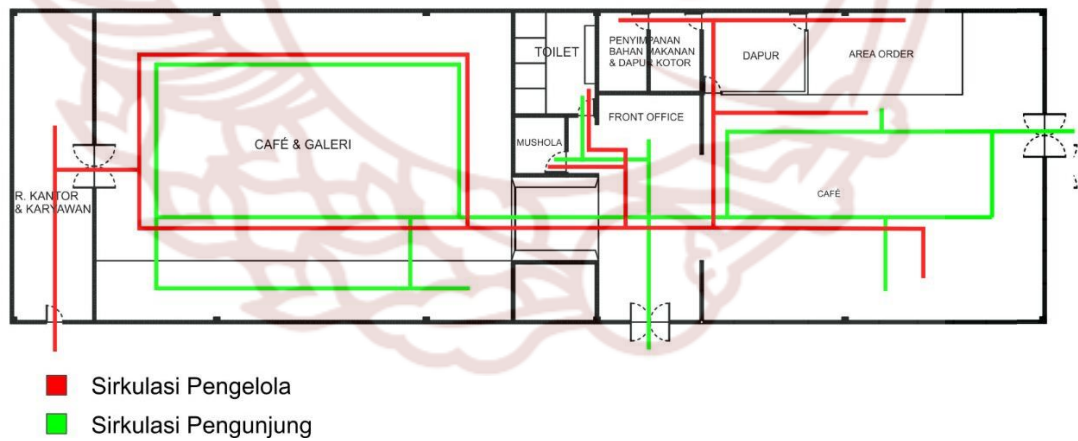 TOILET
PENYIMPANAN
BAHAN MAKANAN
& DAPUR KOTOR
DAPUR
AREA ORDER
FRONT OFFICE
CAFÉ & GALERI
MUSHOLA
R. KANTOR
& KARYAWAN
CAFÉ
Sirkulasi Pengelola
Sirkulasi Pengunjung